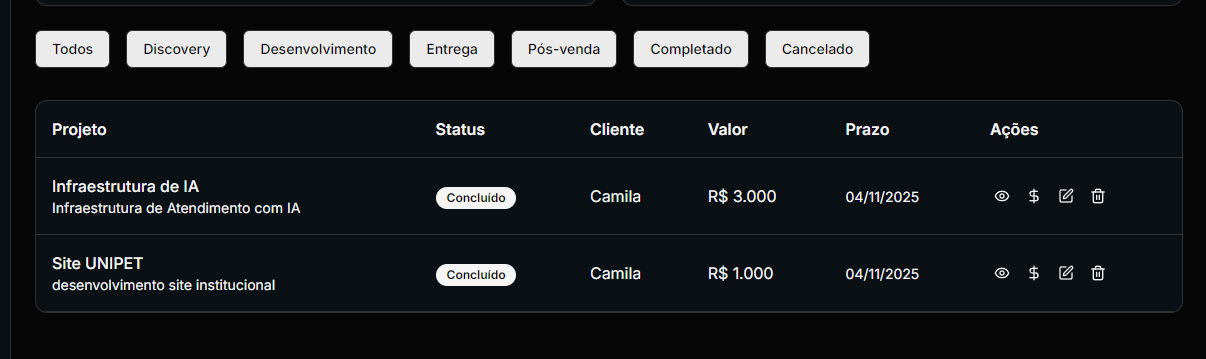 Todos Discovery Desenvolvimento Entrega Pós-venda Completado Cancelado
Projeto Status Cliente Valor Prazo Ações
Infraestrutura de IA
Infraestrutura de Atendimento com IA
Concluído Camila R$ 3.000 04/11/2025
Site UNIPET
desenvolvimento site institucional
Concluído Camila R$ 1.000 04/11/2025